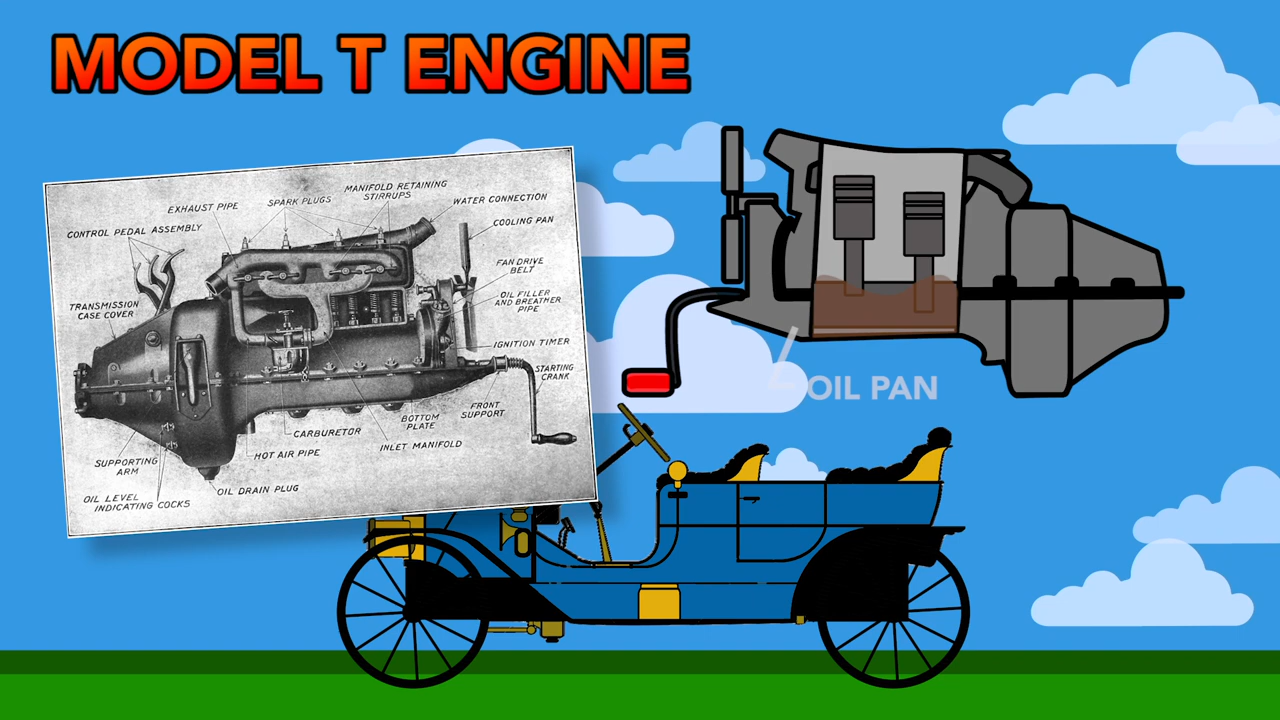 MODEL T ENGINE
MANIFOLD RETAINING
STIRRUPS
EXHAUST PIPE
SPARK PLUGS
WATER CONNECTION
CONTROL PEDAL ASSEMBLY
COOLING PAN
FAN DRIVE
BELT
TRANSMISSION
CASE COVER
OIL FILLER
AND BREATHER
PIPE
IGNITION TIMER
STARTING
CRANK
FRONT
SUPPORT
BOTTOM
PLATE
CARBURETOR
INLET MANIFOLD
HOT AIR PIPE
SUPPORTING
ARM
OIL DRAIN PLUG
OIL LEVEL
INDICATING COCKS
OIL PAN